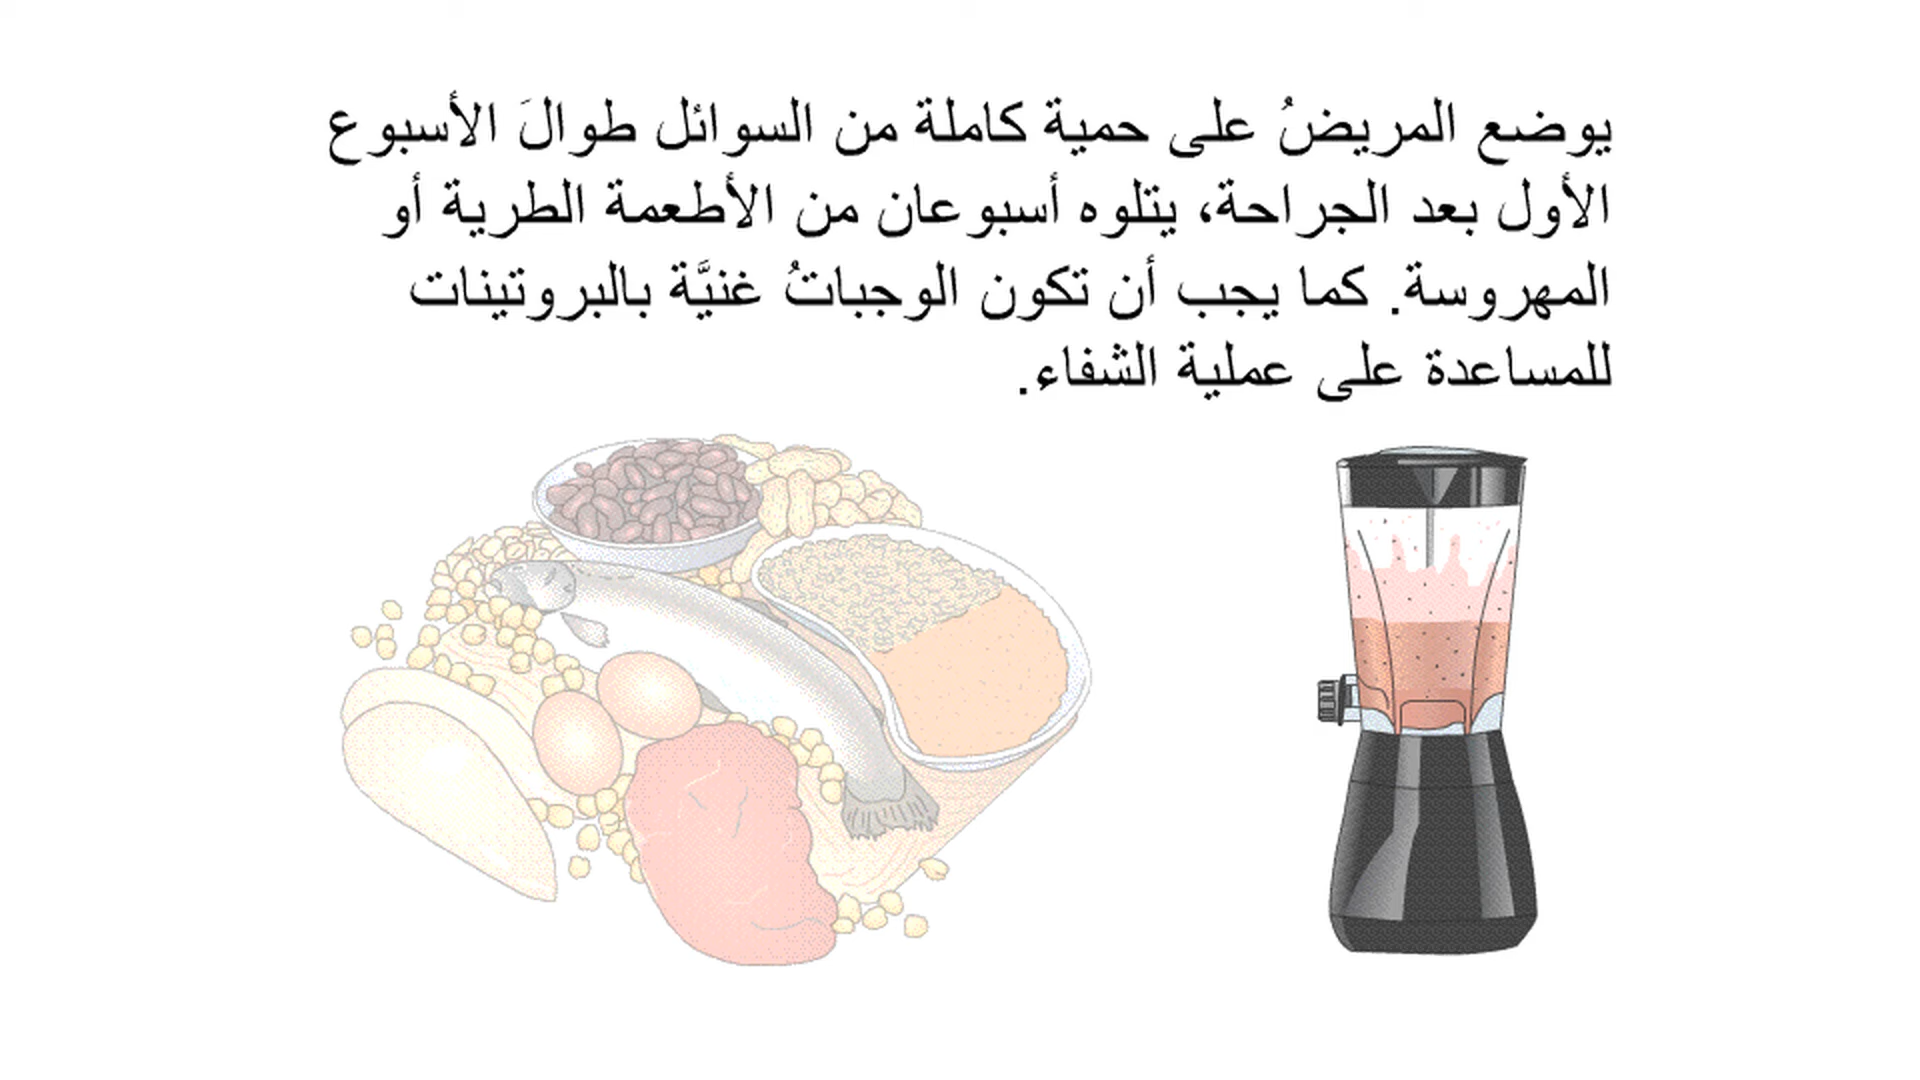 يوضع المريضُ على حمية كاملة من السوائل طوالَ الأسبوع
الأول بعد الجراحة، يتلوه أسبوعان من الأطعمة الطرية أو
المهروسة. كما يجب أن تكون الوجباتُ غنيَّة بالبروتينات
للمساعدة على عملية الشفاء.